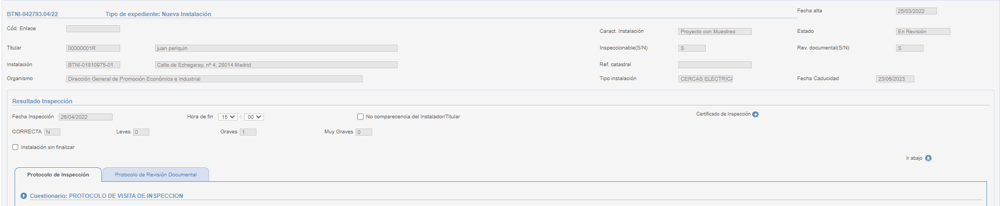 BTNI-042793.04/22 Tipo de expediente: Nueva Instalación Fecha alta 25/03/2022
Cód. Enlace Caract. Instalación Proyecto con Muestreo Estado En Revisión
Titular 00000001R juan periquin Inspeccionable(S/N) S Rev. documental(S/N) S
Instalación BTNI-01810975-01 Calle de Echegaray, nº 4, 28014 Madrid Ref. catastral
Organismo Dirección General de Promoción Económica e Industrial Tipo instalación CERCAS ELÉCTRICA Fecha Caducidad 23/06/2023
Resultado Inspección
Fecha Inspección 26/04/2022 Hora de fin 15 : 00 No comparecencia del Instalador/Titular Certificado de Inspección
CORRECTA N Leves 0 Graves 1 Muy Graves 0
Instalación sin finalizar
Ir abajo
Protocolo de Inspección Protocolo de Revisión Documental
Cuestionario: PROTOCOLO DE VISITA DE INSPECCION